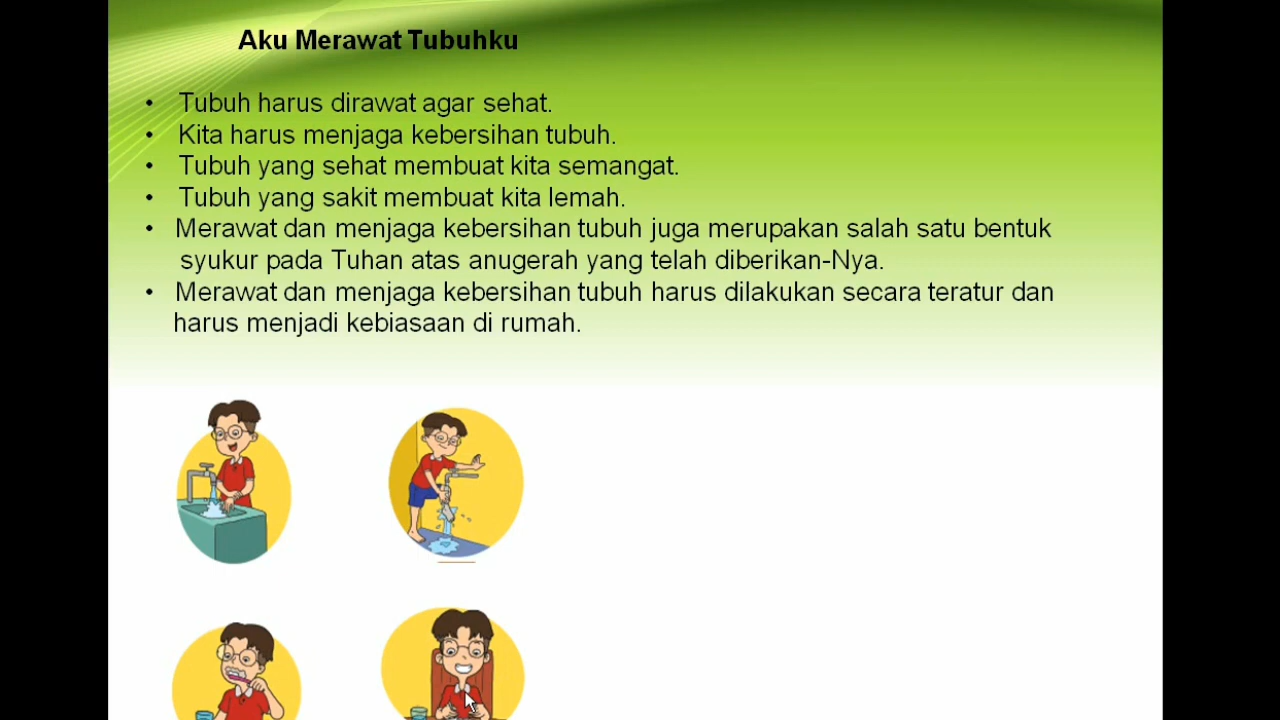 Aku Merawat Tubuhku
• Tubuh harus dirawat agar sehat.
• Kita harus menjaga kebersihan tubuh.
• Tubuh yang sehat membuat kita semangat.
• Tubuh yang sakit membuat kita lemah.
• Merawat dan menjaga kebersihan tubuh juga merupakan salah satu bentuk
syukur pada Tuhan atas anugerah yang telah diberikan-Nya.
• Merawat dan menjaga kebersihan tubuh harus dilakukan secara teratur dan
harus menjadi kebiasaan di rumah.